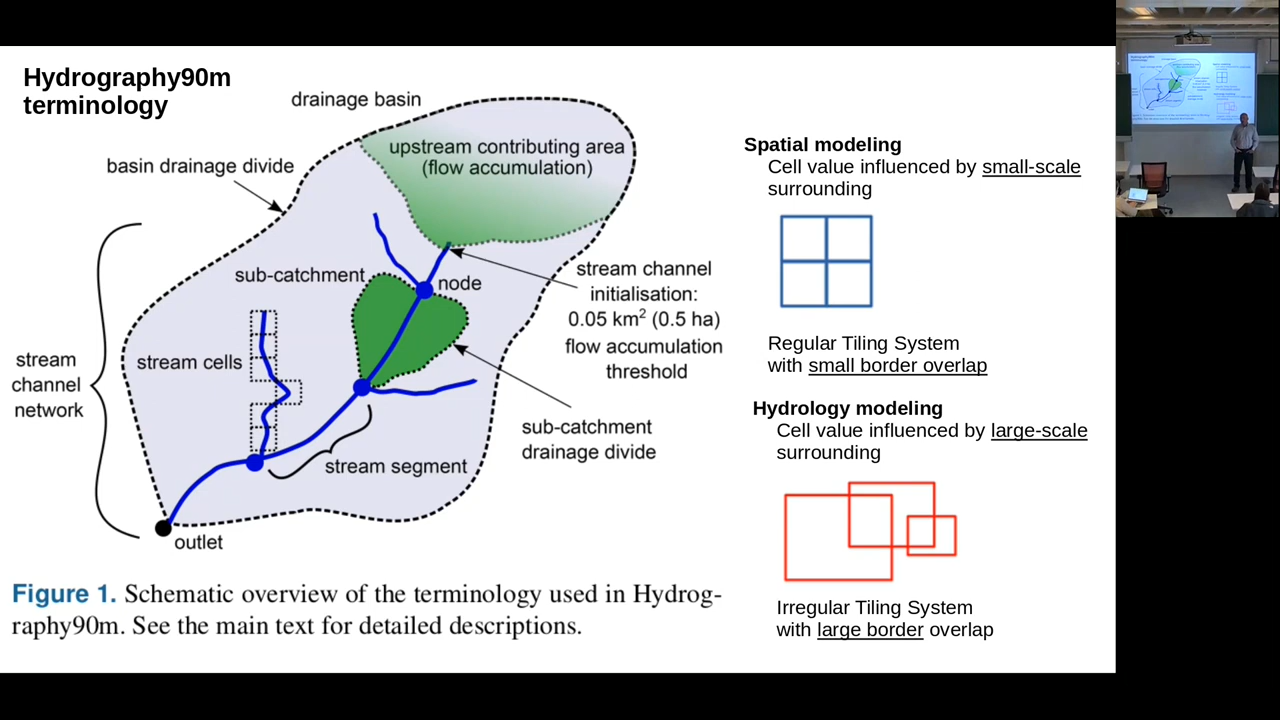 Hydrography90m
terminology
drainage basin
upstream contributing area
(flow accumulation)
basin drainage divide
sub-catchment
node
stream channel
initialisation:
0.05 km² (0.5 ha)
flow accumulation
threshold
stream cells
stream
channel
network
sub-catchment
drainage divide
stream segment
outlet
Figure 1. Schematic overview of the terminology used in Hydrog-
raphy90m. See the main text for detailed descriptions.
Spatial modeling
Cell value influenced by small-scale
surrounding
Regular Tiling System
with small border overlap
Hydrology modeling
Cell value influenced by large-scale
surrounding
Irregular Tiling System
with large border overlap